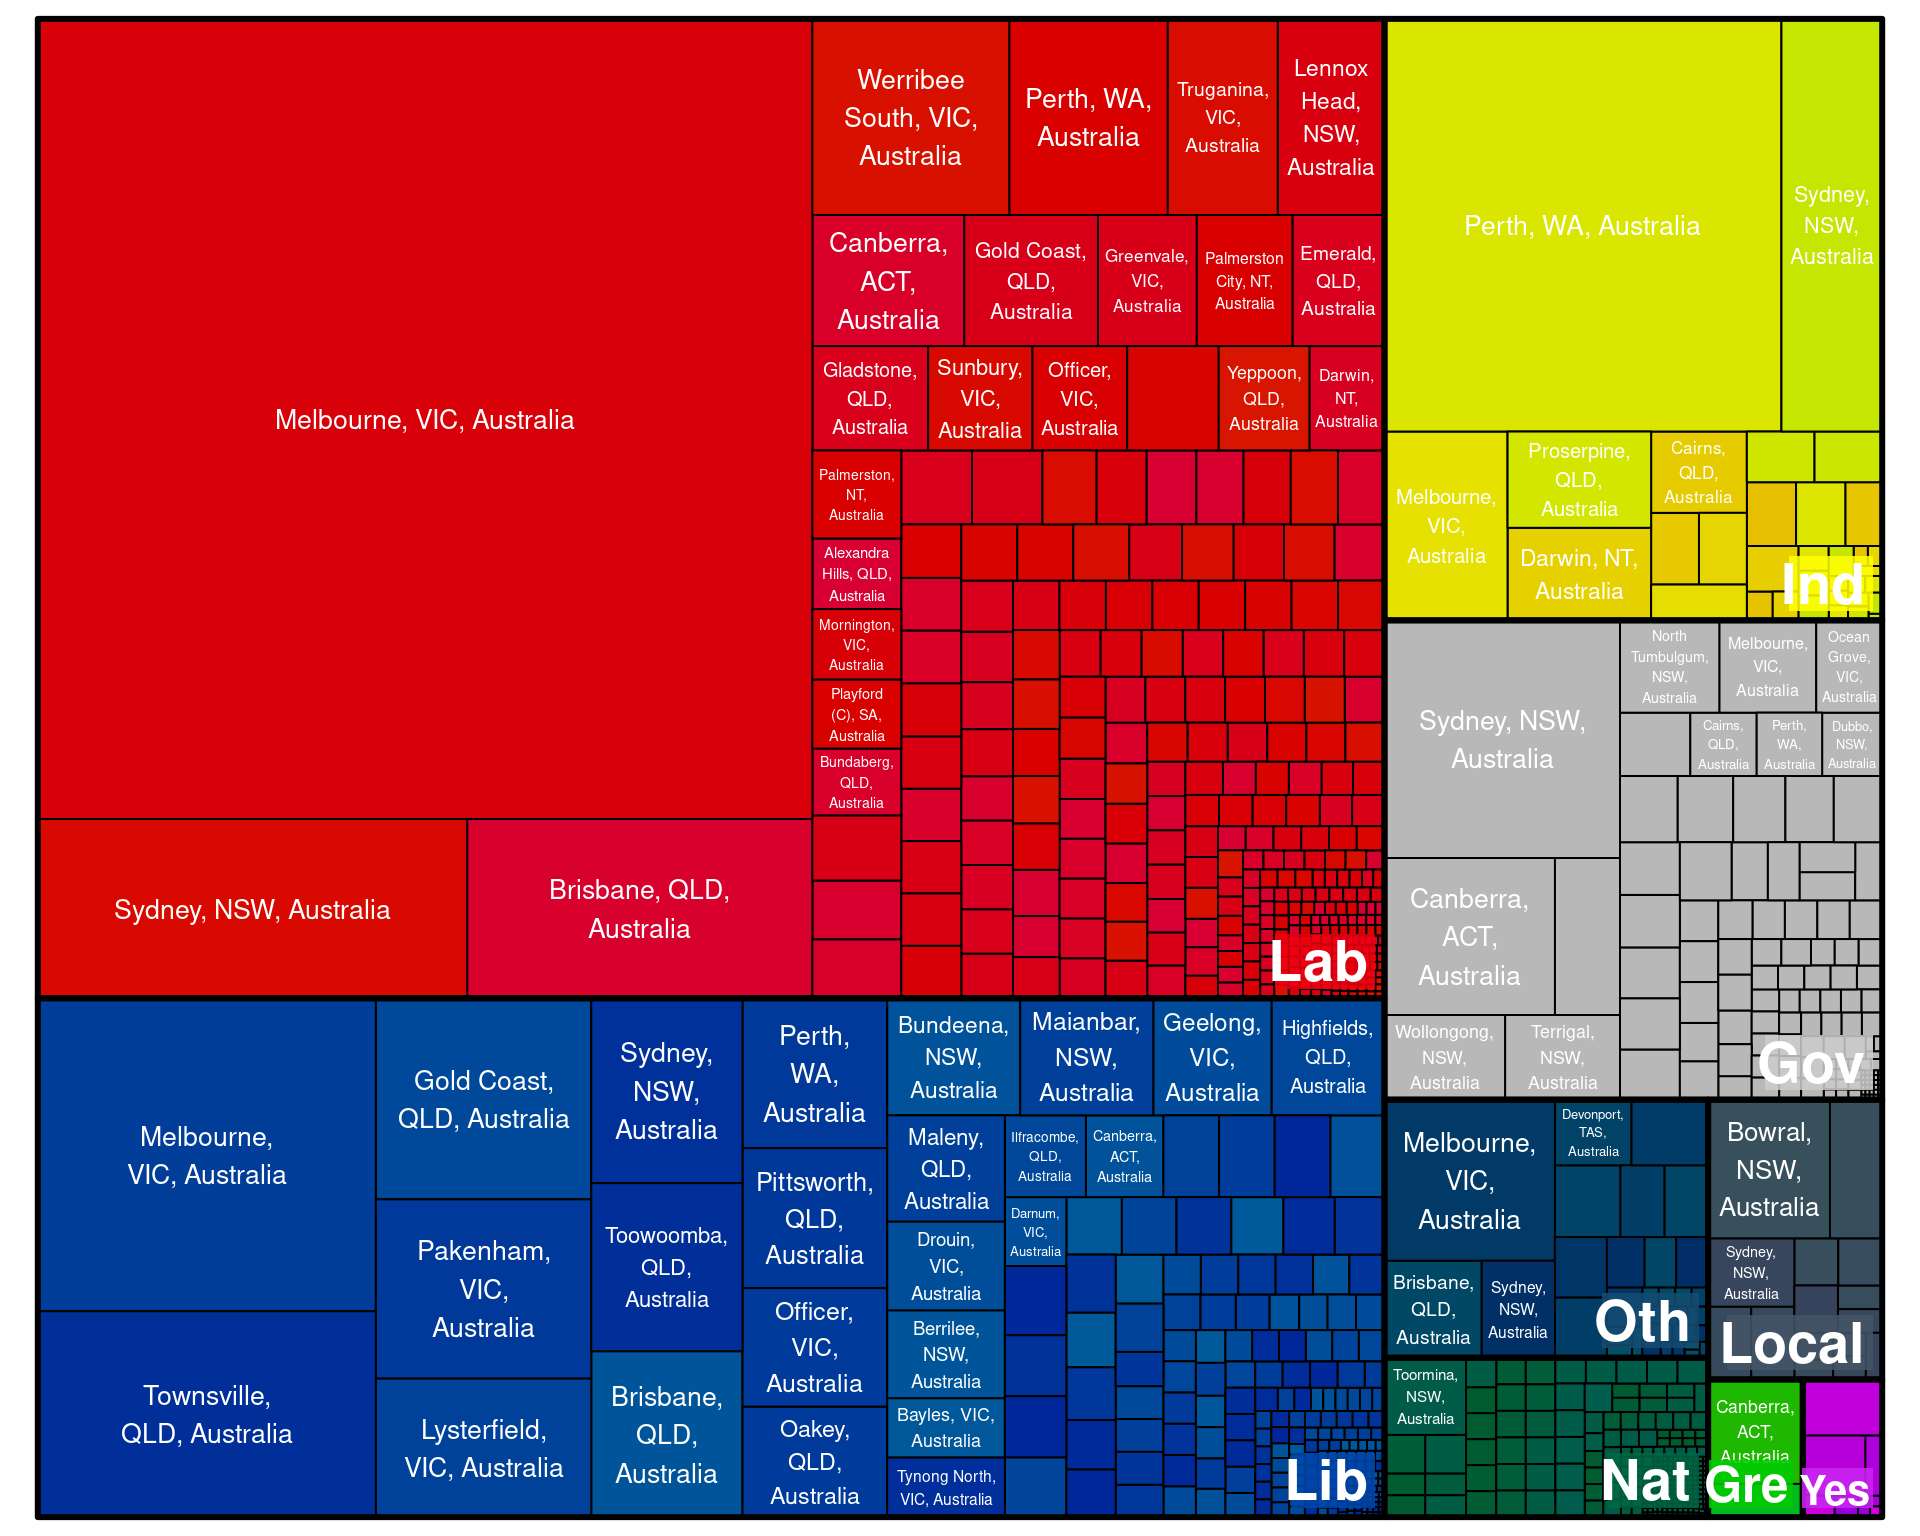 Melbourne, VIC, Australia
Sydney, NSW, Australia
Brisbane, QLD,
Australia
Werribee
South, VIC,
Australia
Perth, WA,
Australia
Truganina,
VIC,
Australia
Lennox
Head,
NSW,
Australia
Canberra,
ACT,
Australia
Gold Coast,
QLD,
Australia
Greenvale,
VIC,
Australia
Palmerston
City, NT,
Australia
Emerald,
QLD,
Australia
Gladstone,
QLD,
Australia
Sunbury,
VIC,
Australia
Officer,
VIC,
Australia
Yeppoon,
QLD,
Australia
Darwin,
NT,
Australia
Palmerston,
NT,
Australia
Alexandra
Hills, QLD,
Australia
Mornington,
VIC,
Australia
Playford
(C), SA,
Australia
Bundaberg,
QLD,
Australia
Lab
Melbourne,
VIC, Australia
Townsville,
QLD, Australia
Gold Coast,
QLD, Australia
Pakenham,
VIC,
Australia
Lysterfield,
VIC, Australia
Sydney,
NSW,
Australia
Toowoomba,
QLD,
Australia
Brisbane,
QLD,
Australia
Perth,
WA,
Australia
Pittsworth,
QLD,
Australia
Officer,
VIC,
Australia
Oakey,
QLD,
Australia
Bundeena,
NSW,
Australia
Maianbar,
NSW,
Australia
Geelong,
VIC,
Australia
Highfields,
QLD,
Australia
Maleny,
QLD,
Australia
Drouin,
VIC,
Australia
Berrilee,
NSW,
Australia
Bayles, VIC,
Australia
Tynong North,
VIC, Australia
Ilfracombe,
QLD,
Australia
Canberra,
ACT,
Australia
Darnum,
VIC,
Australia
Lib
Perth, WA, Australia
Sydney,
NSW,
Australia
Melbourne,
VIC,
Australia
Proserpine,
QLD,
Australia
Darwin, NT,
Australia
Cairns,
QLD,
Australia
Ind
Sydney, NSW,
Australia
Canberra,
ACT,
Australia
Wollongong,
NSW,
Australia
Terrigal,
NSW,
Australia
North
Tumbulgum,
NSW,
Australia
Melbourne,
VIC,
Australia
Ocean
Grove,
VIC,
Australia
Cairns,
QLD,
Australia
Perth,
WA,
Australia
Dubbo,
NSW,
Australia
Gov
Melbourne,
VIC,
Australia
Brisbane,
QLD,
Australia
Sydney,
NSW,
Australia
Devonport,
TAS,
Australia
Oth
Bowral,
NSW,
Australia
Sydney,
NSW,
Australia
Local
Toormina,
NSW,
Australia
Nat
Canberra,
ACT,
Australia
Gre
Yes